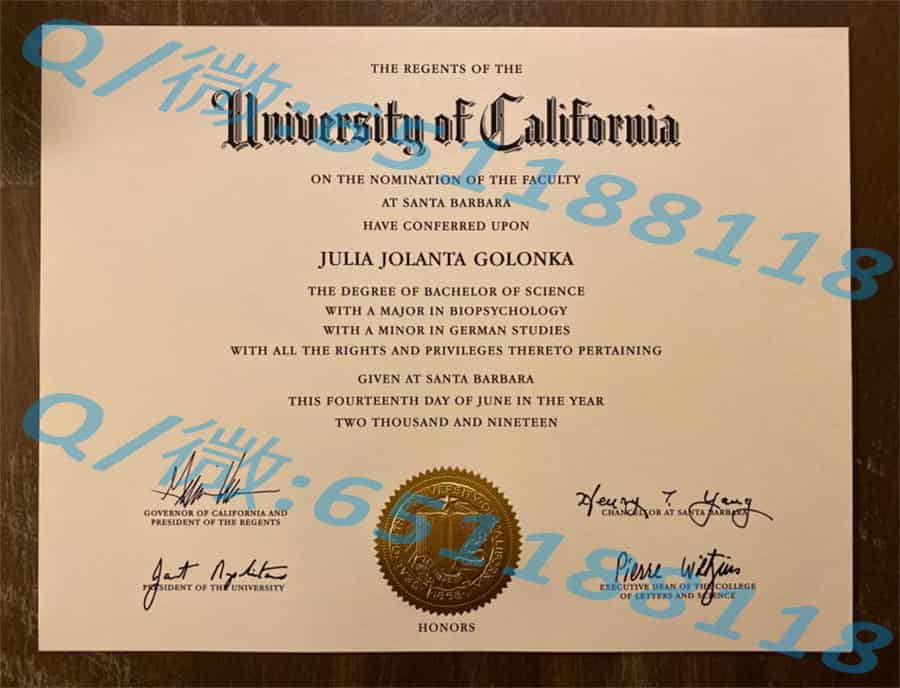 THE REGENTS OF THE
University of California
ON THE NOMINATION OF THE FACULTY
AT SANTA BARBARA
HAVE CONFERRED UPON
JULIA JOLANTA GOLONKA
THE DEGREE OF BACHELOR OF SCIENCE
WITH A MAJOR IN BIOPSYCHOLOGY
WITH A MINOR IN GERMAN STUDIES
WITH ALL THE RIGHTS AND PRIVILEGES THERETO PERTAINING
GIVEN AT SANTA BARBARA
THIS FOURTEENTH DAY OF JUNE IN THE YEAR
TWO THOUSAND AND NINETEEN
GOVERNOR OF CALIFORNIA AND
PRESIDENT OF THE REGENTS
Henry T. Yang
CHANCELLOR AT SANTA BARBARA
PRESIDENT OF THE UNIVERSITY
Pierre Wiltzius
EXECUTIVE DEAN OF THE COLLEGE
OF LETTERS AND SCIENCE
1868
HONORS
Q/微:651188118
Q/微:651188118